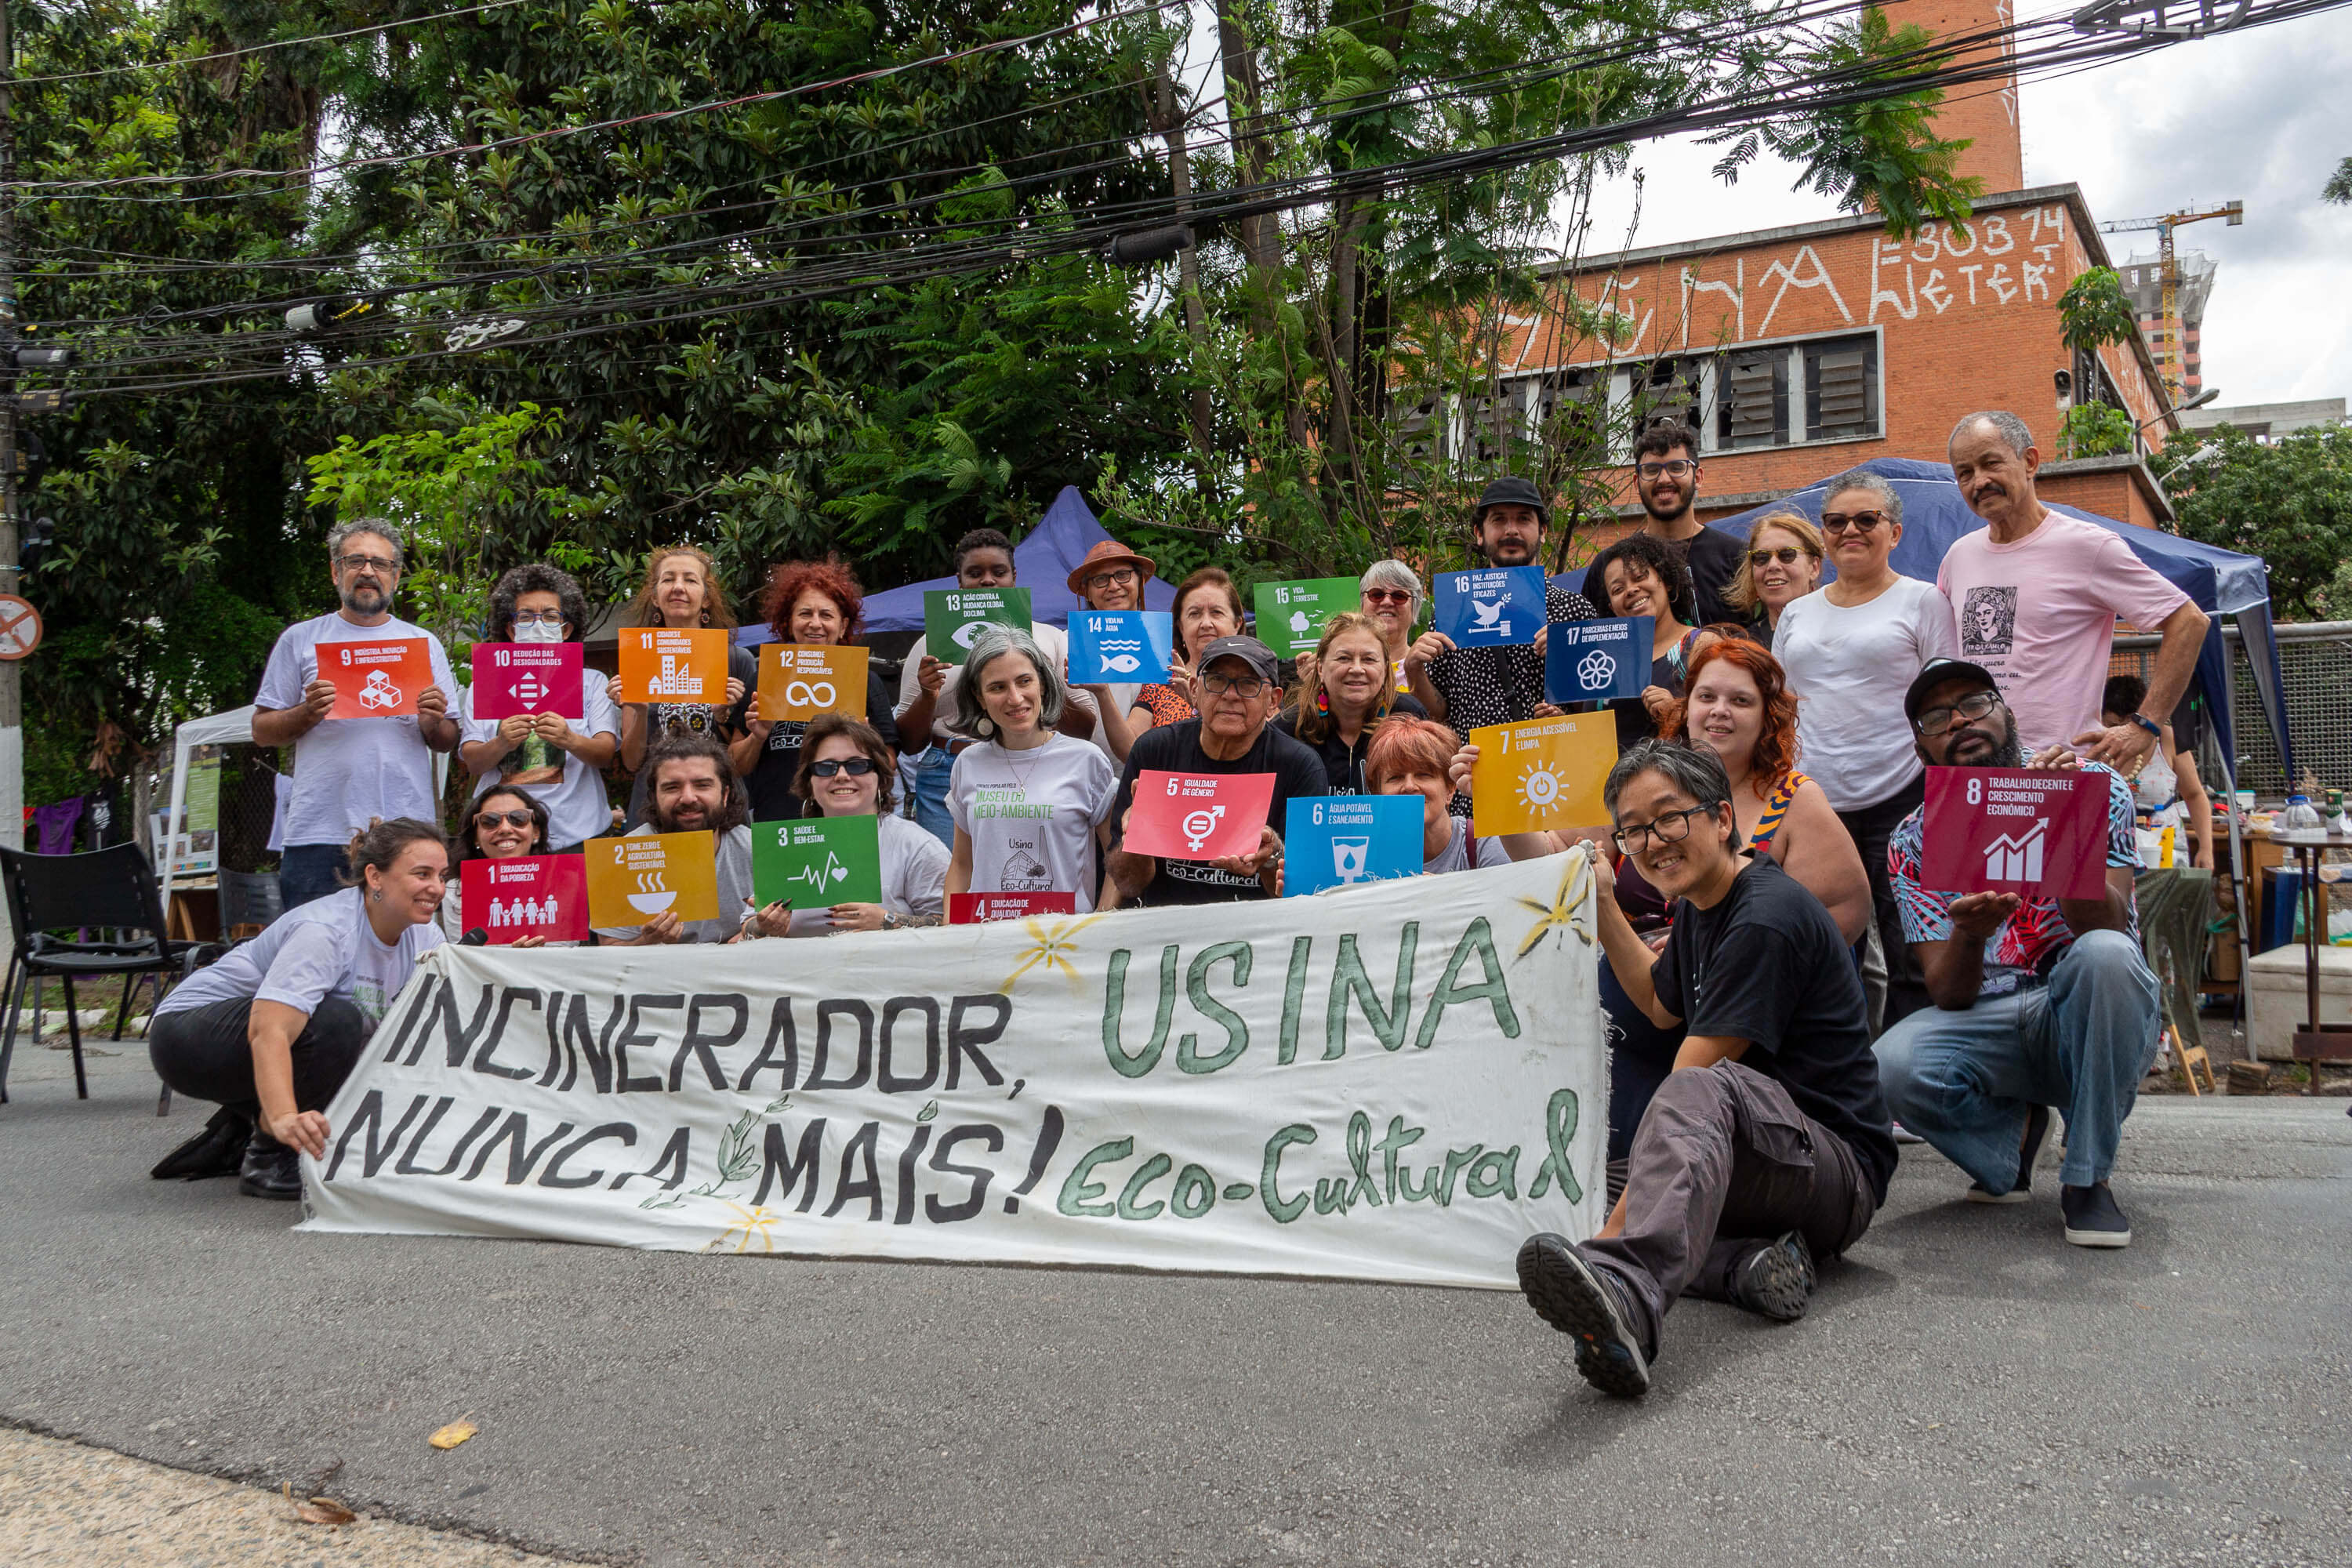 =30B 74
WETER
9 INDÚSTRIA, INOVAÇÃO
E INFRAESTRUTURA
10 REDUÇÃO DAS
DESIGUALDADES
11 CIDADES E
COMUNIDADES
SUSTENTÁVEIS
12 CONSUMO E
PRODUÇÃO
RESPONSÁVEIS
13 AÇÃO CONTRA A
MUDANÇA GLOBAL
DO CLIMA
14 VIDA NA
ÁGUA
15 VIDA
TERRESTRE
16 PAZ, JUSTIÇA E
INSTITUIÇÕES
EFICAZES
17 PARCERIAS E MEIOS
DE IMPLEMENTAÇÃO
1 ERRADICAÇÃO
DA POBREZA
2 FOME ZERO E
AGRICULTURA
SUSTENTÁVEL
3 SAÚDE E
BEM-ESTAR
4 EDUCAÇÃO DE
QUALIDADE
5 IGUALDADE
DE GÊNERO
6 ÁGUA POTÁVEL
E SANEAMENTO
7 ENERGIA ACESSÍVEL
E LIMPA
8 TRABALHO DECENTE E
CRESCIMENTO
ECONÔMICO
MUSEU DO
MEIO-AMBIENTE
Usina
Eco-Cultural
Eco-Cultural
Usina
INCINERADOR,
NUNCA MAIS!
USINA
Eco-Cultural